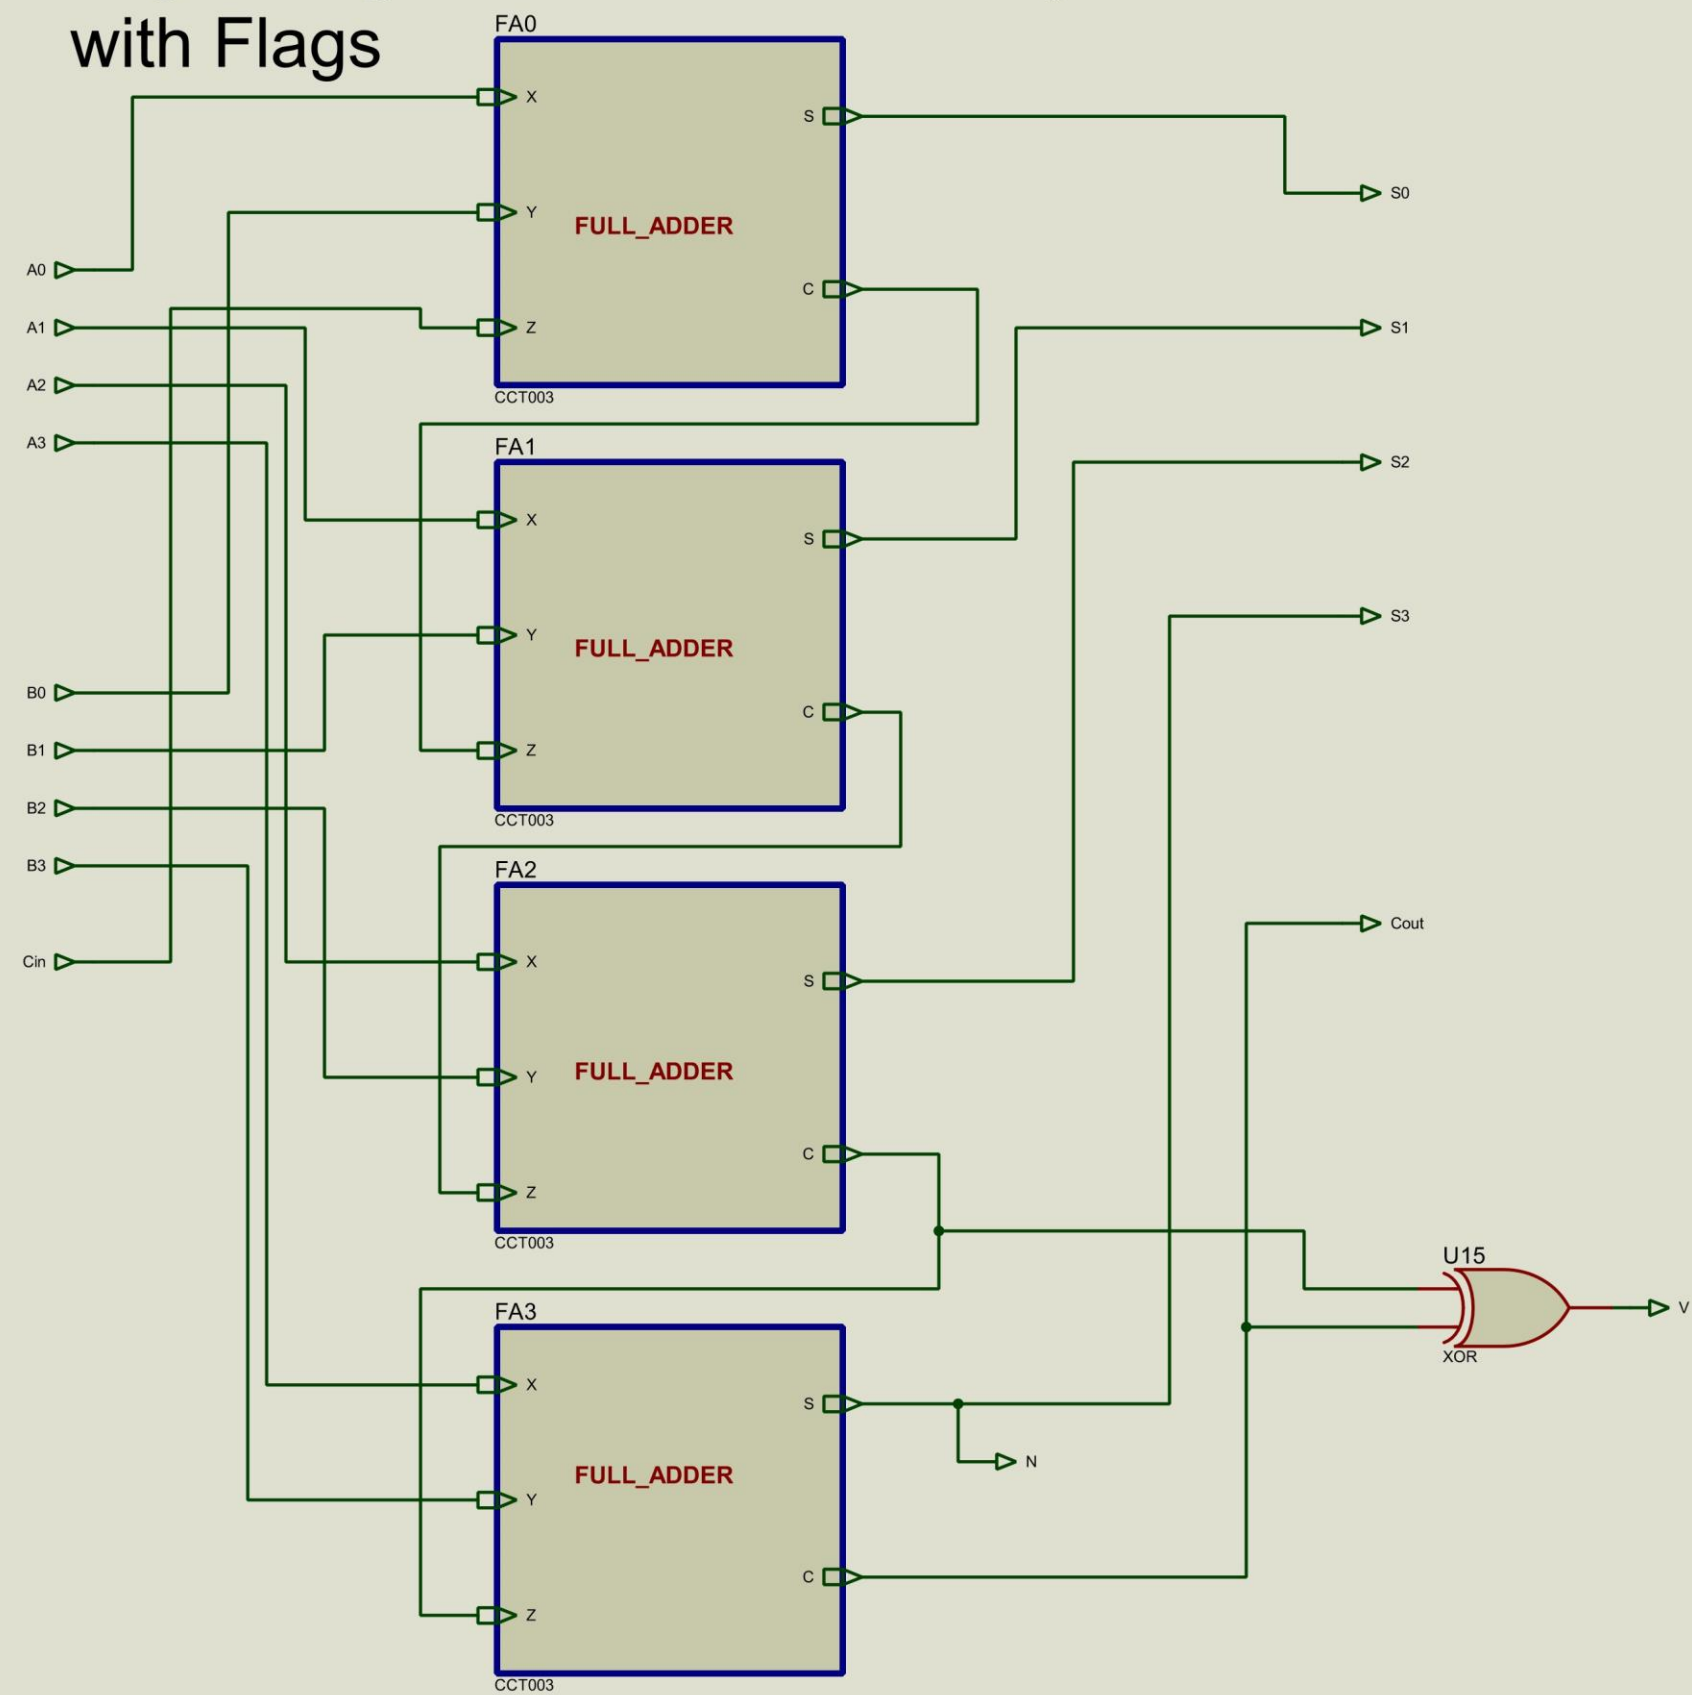 with Flags
FA0
X
S
S0
Y
FULL_ADDER
A0
C
A1
Z
S1
A2
CCT003
A3
FA1
S2
X
S
S3
Y
FULL_ADDER
B0
C
B1
Z
B2
CCT003
B3
FA2
Cout
Cin
X
S
FULL_ADDER
Y
C
Z
CCT003
U15
FA3
V
XOR
X
S
N
FULL_ADDER
Y
C
Z
CCT003